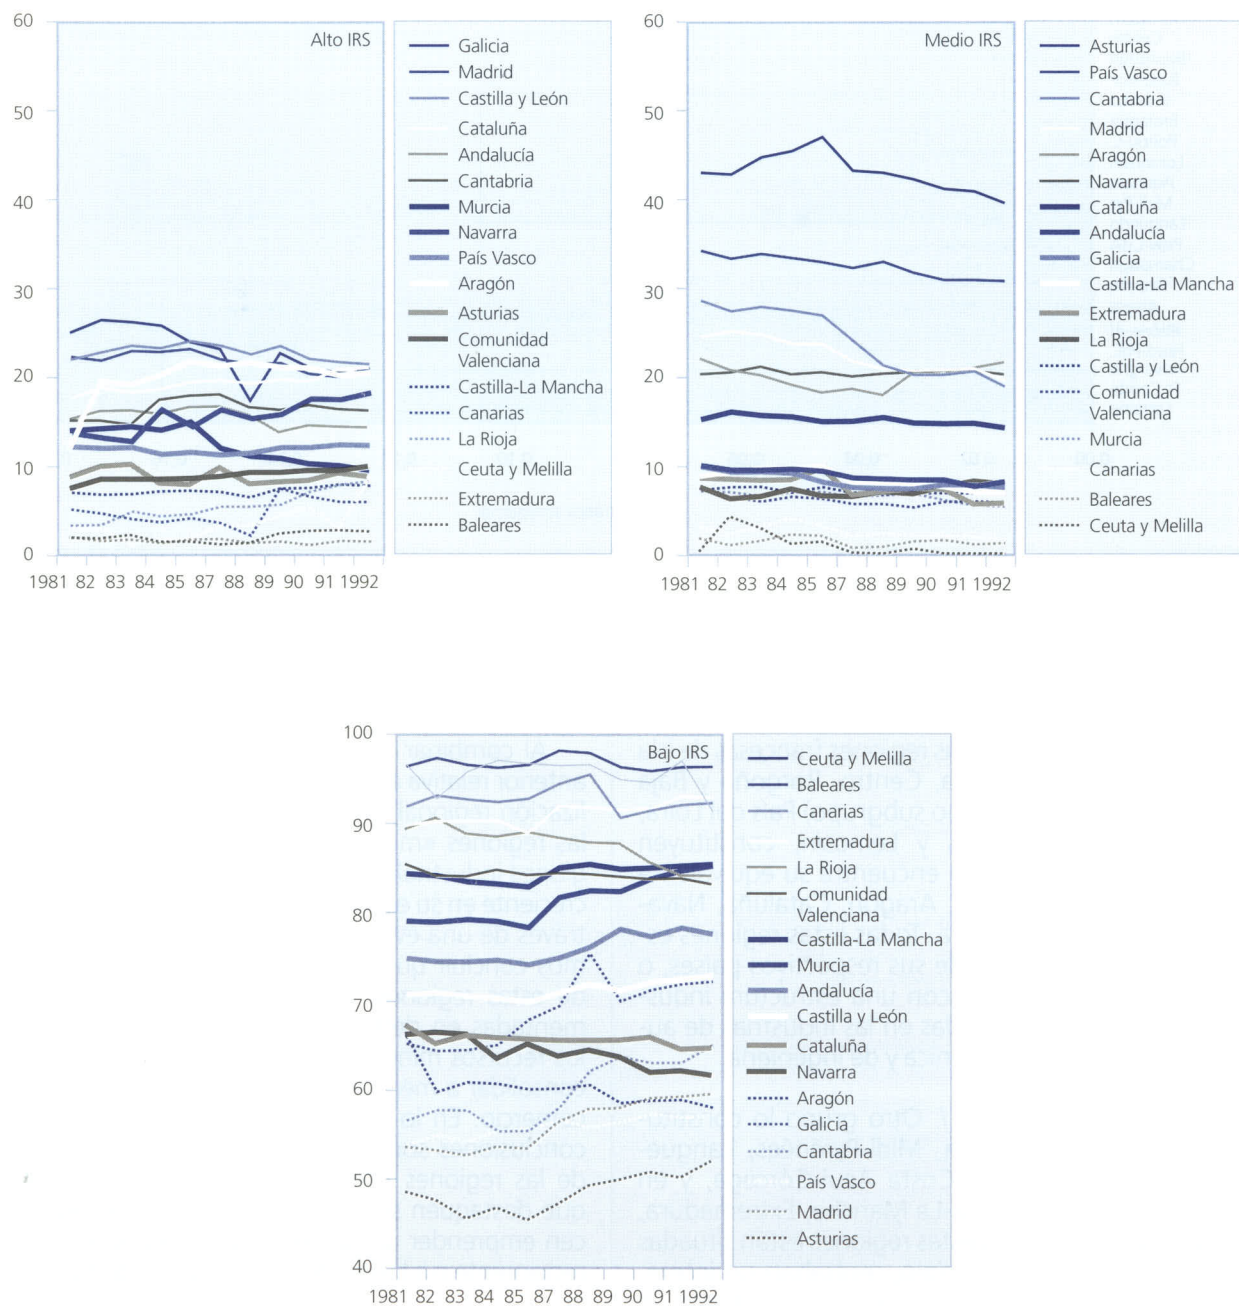 60
50
40
30
20
10
0
Alto IRS
1981 82 83 84 85 87 88 89 90 91 1992
Galicia
Madrid
Castilla y León
Cataluña
Andalucía
Cantabria
Murcia
Navarra
País Vasco
Aragón
Asturias
Comunidad
Valenciana
Castilla-La Mancha
Canarias
La Rioja
Ceuta y Melilla
Extremadura
Baleares
60
50
40
30
20
10
0
Medio IRS
1981 82 83 84 85 87 88 89 90 91 1992
Asturias
País Vasco
Cantabria
Madrid
Aragón
Navarra
Cataluña
Andalucía
Galicia
Castilla-La Mancha
Extremadura
La Rioja
Castilla y León
Comunidad
Valenciana
Murcia
Canarias
Baleares
Ceuta y Melilla
100
90
80
70
60
50
40
Bajo IRS
1981 82 83 84 85 87 88 89 90 91 1992
Ceuta y Melilla
Baleares
Canarias
Extremadura
La Rioja
Comunidad
Valenciana
Castilla-La Mancha
Murcia
Andalucía
Castilla y León
Cataluña
Navarra
Aragón
Galicia
Cantabria
País Vasco
Madrid
Asturias